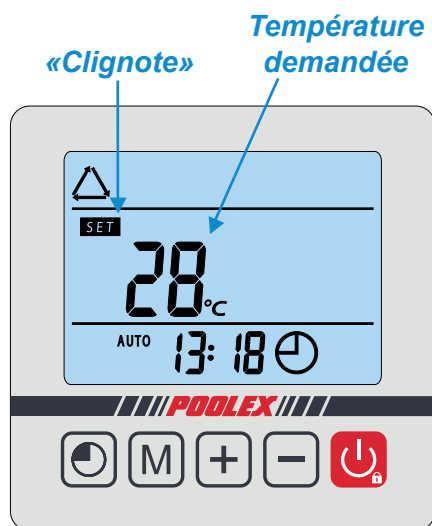 Température
demandée
«Clignote»
SET
28°C
AUTO 13:18
POOLEX
M + −